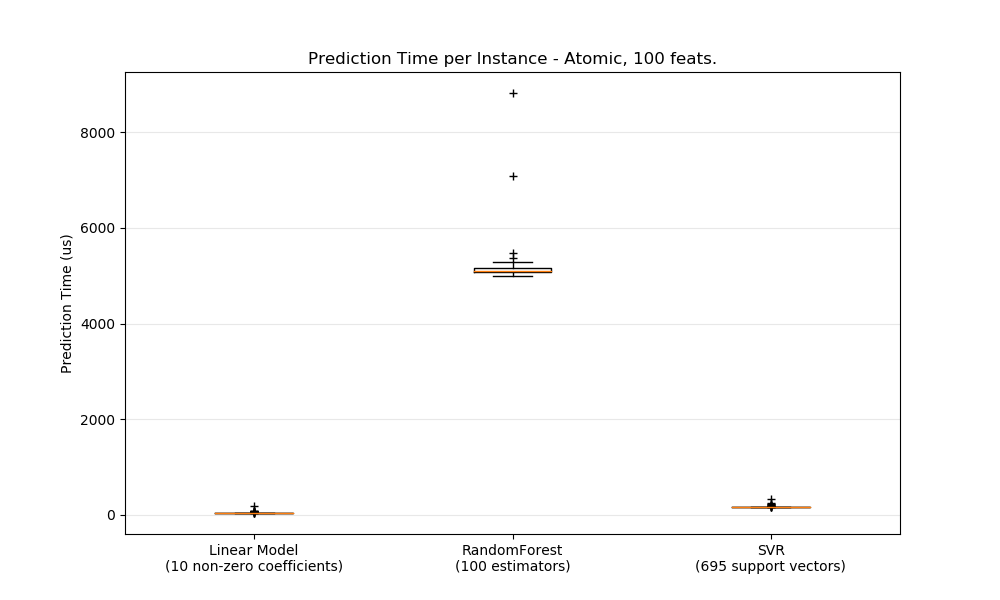 Prediction Time per Instance - Atomic, 100 feats.
Prediction Time (us)
8000
6000
4000
2000
0
Linear Model
(10 non-zero coefficients)
RandomForest
(100 estimators)
SVR
(695 support vectors)